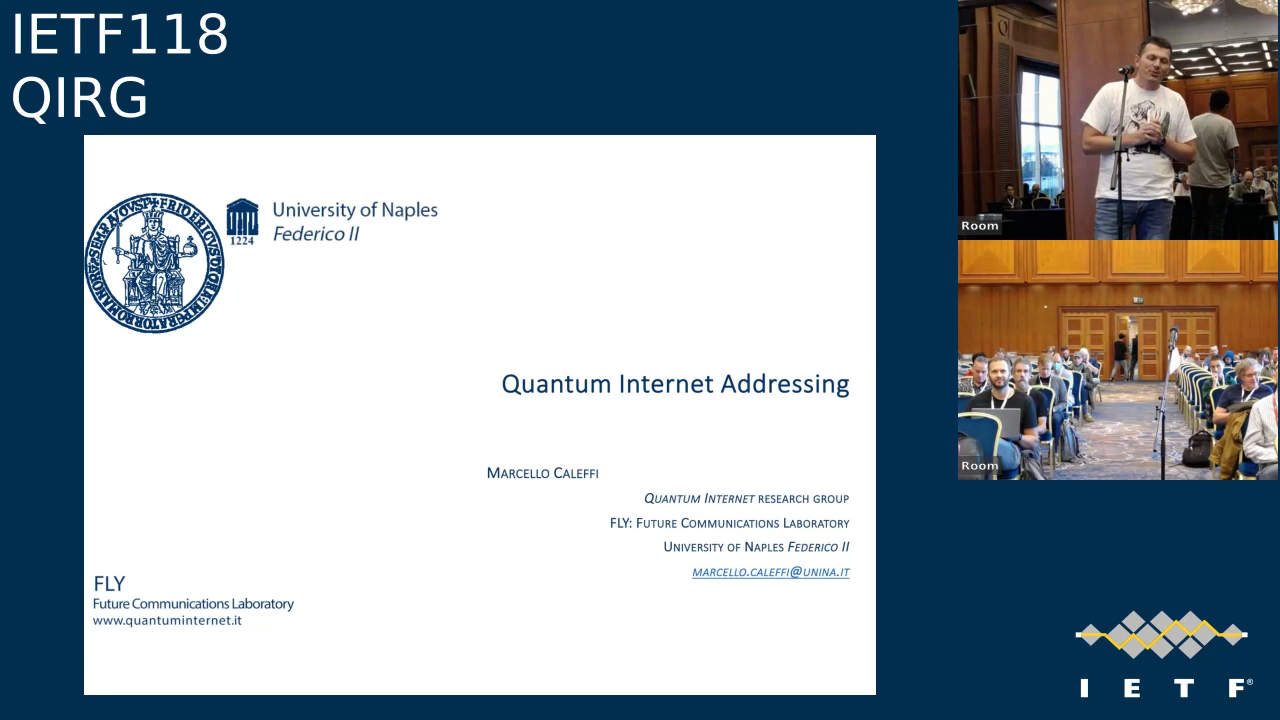 IETF118
QIRG
University of Naples
Federico II
1224
Quantum Internet Addressing
MARCELLO CALEFFI
QUANTUM INTERNET RESEARCH GROUP
FLY: FUTURE COMMUNICATIONS LABORATORY
UNIVERSITY OF NAPLES FEDERICO II
MARCELLO.CALEFFI@UNINA.IT
FLY
Future Communications Laboratory
www.quantuminternet.it
Room
Room
I E T F®